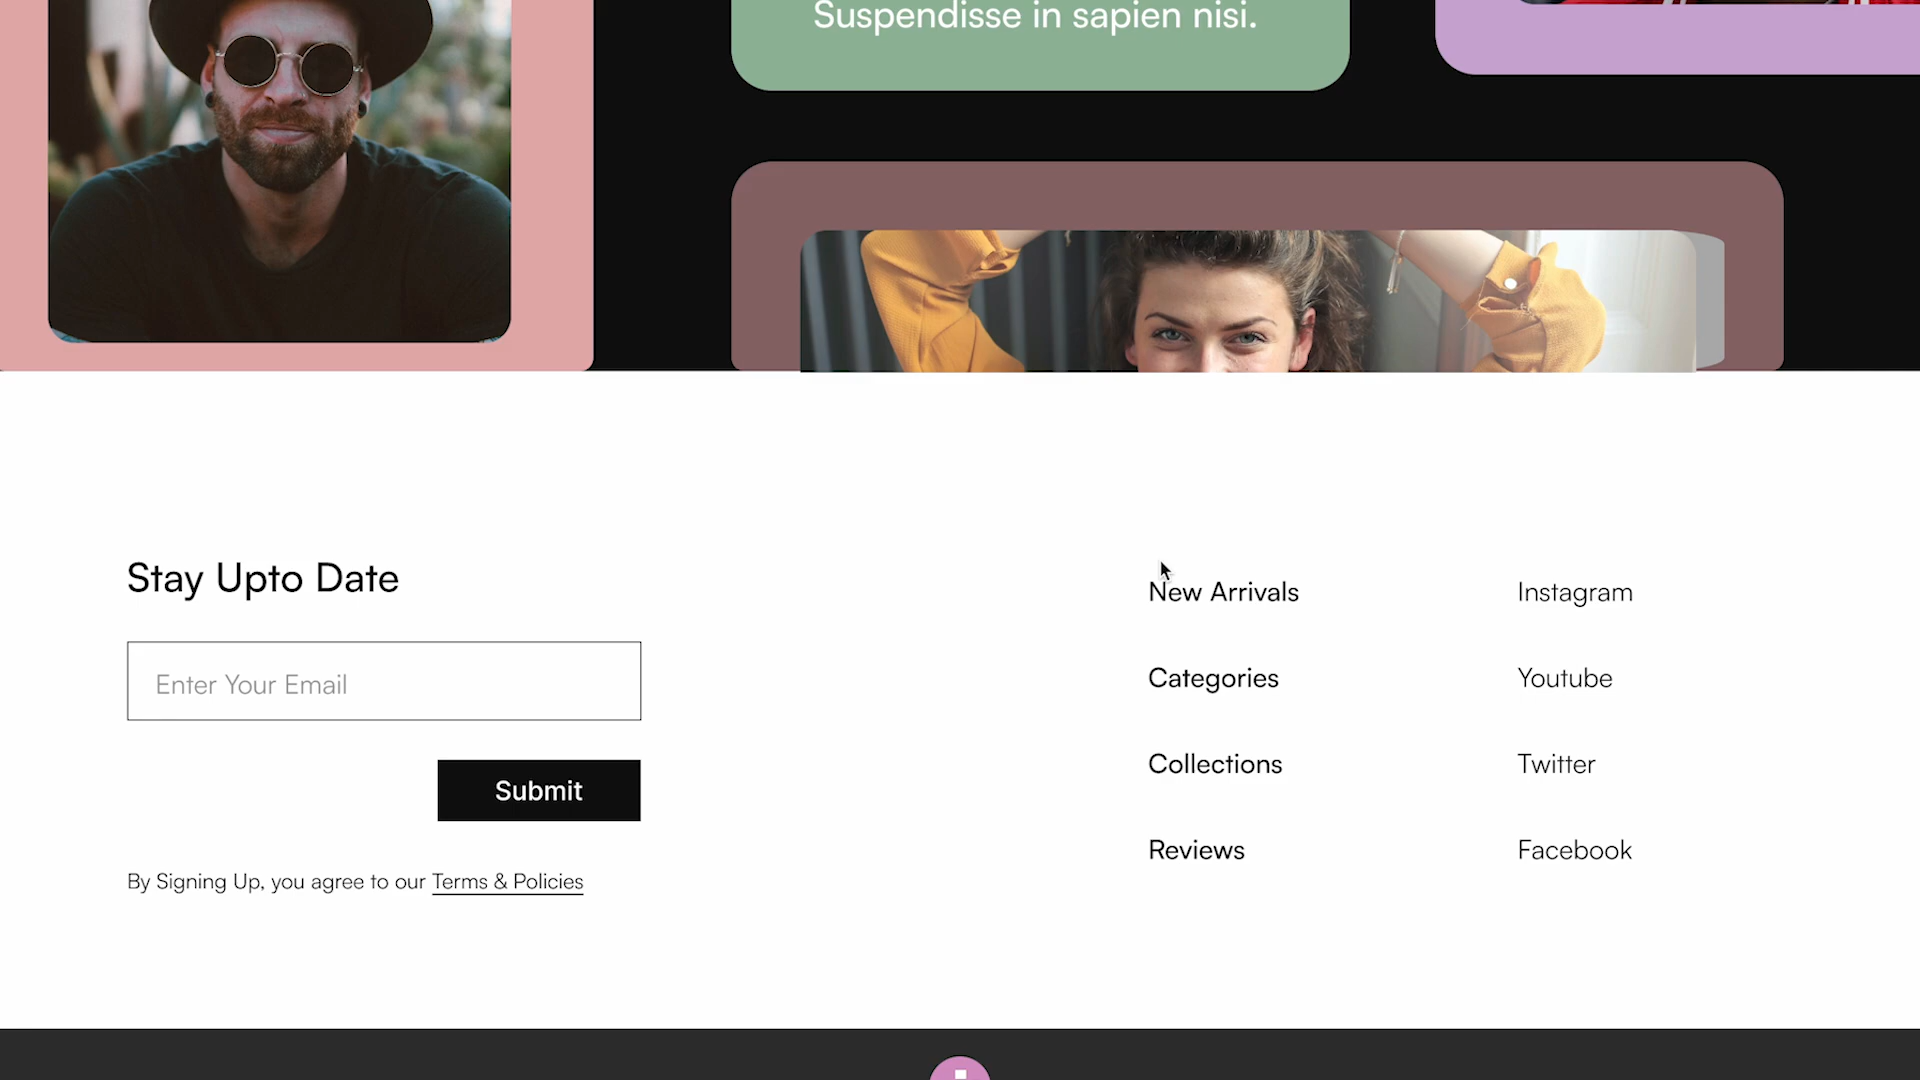 Suspendisse in sapien nisi.
Stay Upto Date
Enter Your Email
Submit
By Signing Up, you agree to our Terms & Policies
New Arrivals
Categories
Collections
Reviews
Instagram
Youtube
Twitter
Facebook